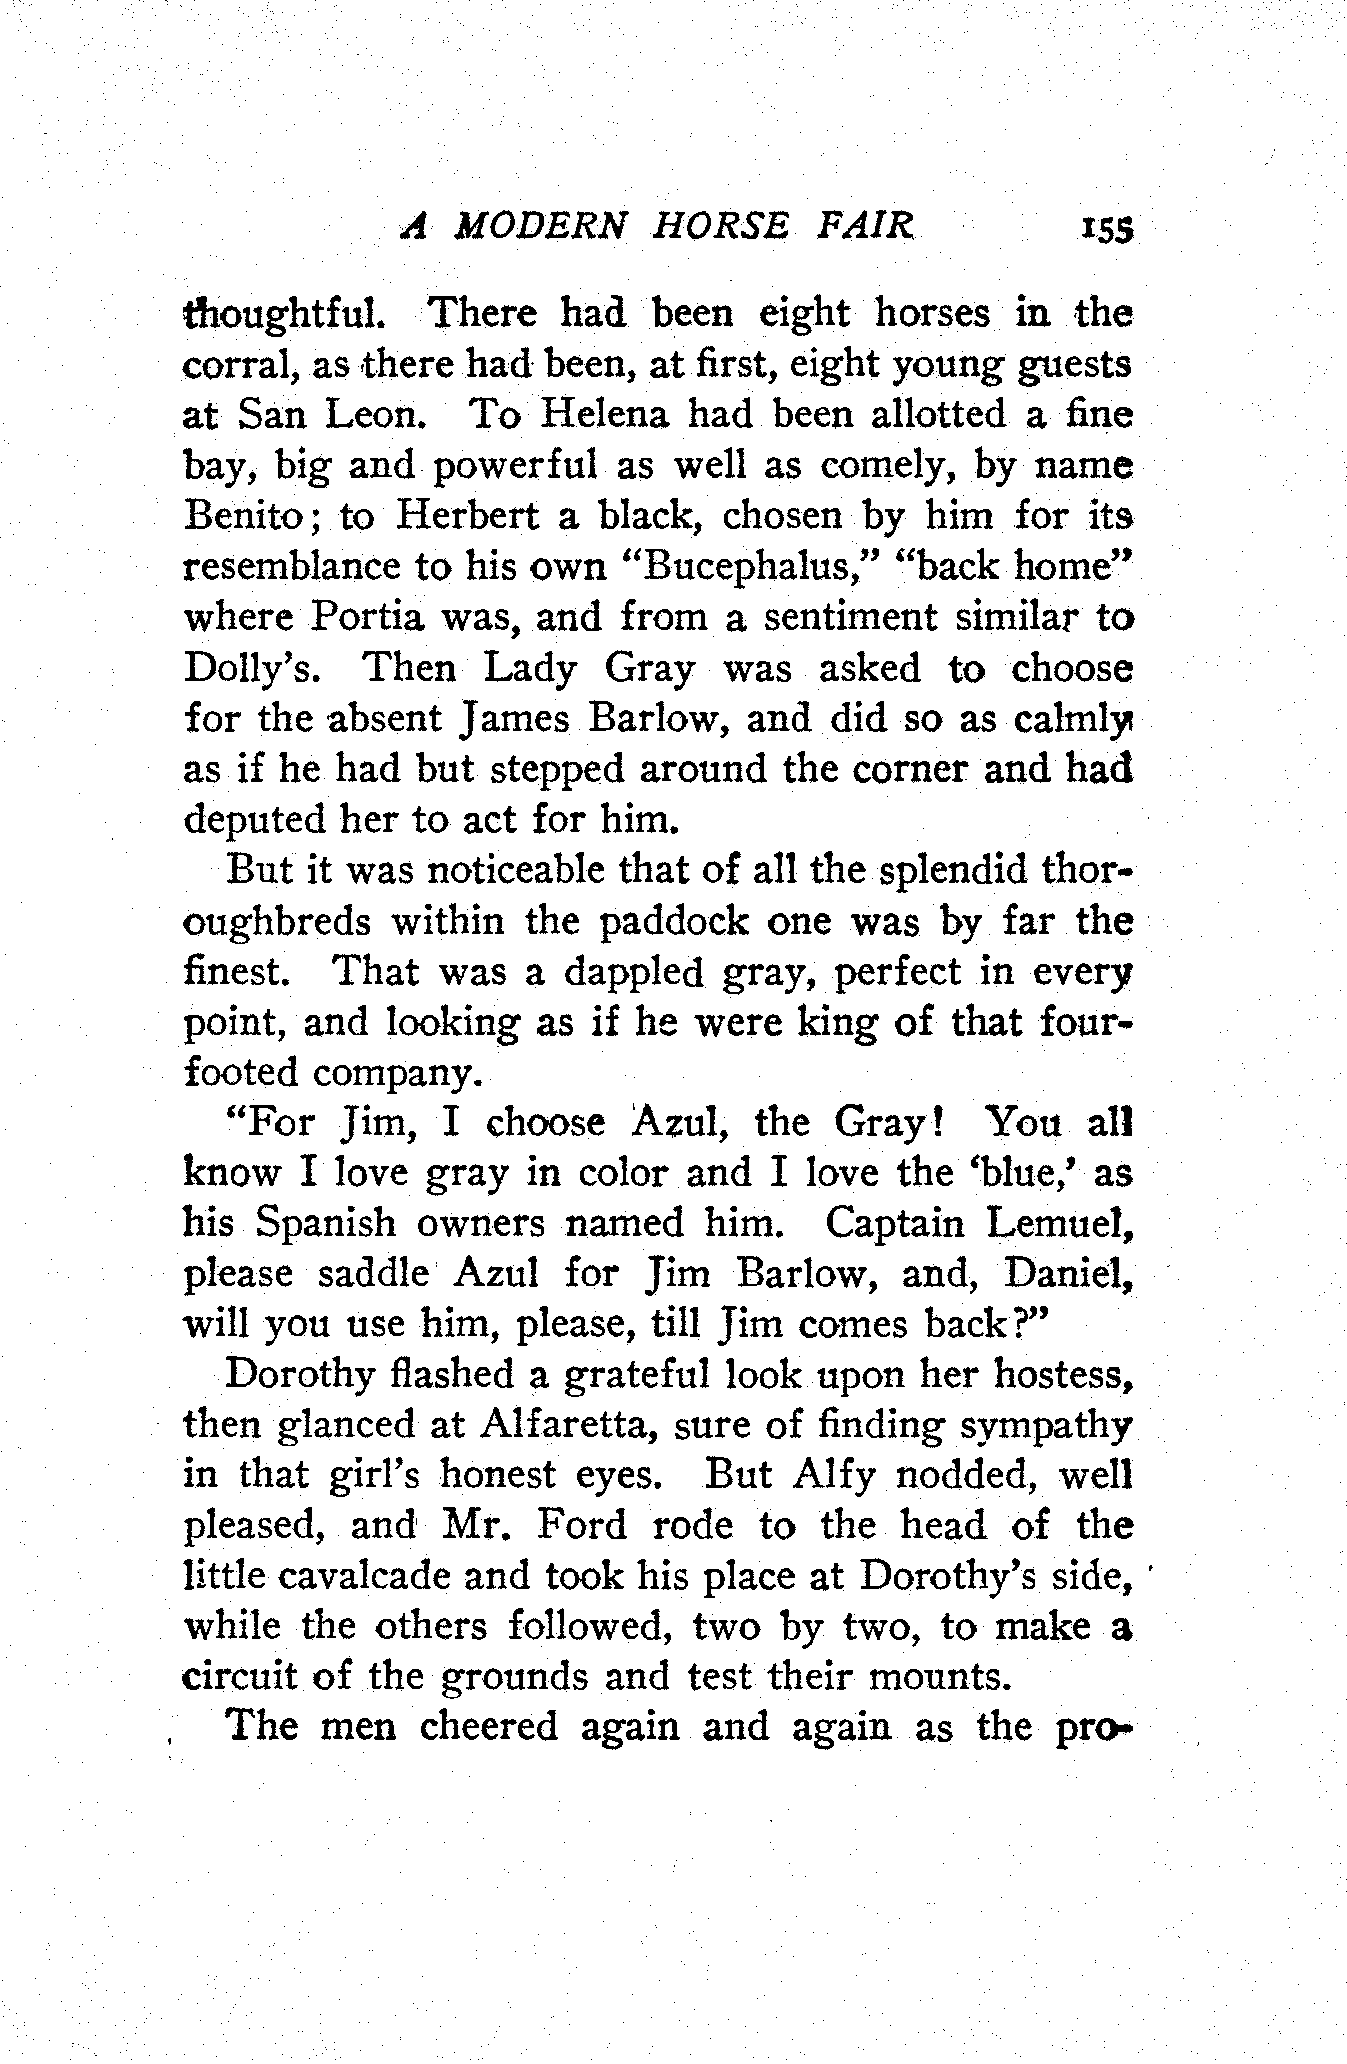 A MODERN HORSE FAIR 155
thoughtful. There had been eight horses in the
corral, as there had been, at first, eight young guests
at San Leon. To Helena had been allotted a fine
bay, big and powerful as well as comely, by name
Benito; to Herbert a black, chosen by him for its
resemblance to his own “Bucephalus,” “back home”
where Portia was, and from a sentiment similar to
Dolly’s. Then Lady Gray was asked to choose
for the absent James Barlow, and did so as calmly
as if he had but stepped around the corner and had
deputed her to act for him.
But it was noticeable that of all the splendid thor-
oughbreds within the paddock one was by far the
finest. That was a dappled gray, perfect in every
point, and looking as if he were king of that four-
footed company.
“For Jim, I choose Azul, the Gray! You all
know I love gray in color and I love the ‘blue,’ as
his Spanish owners named him. Captain Lemuel,
please saddle Azul for Jim Barlow, and, Daniel,
will you use him, please, till Jim comes back?”
Dorothy flashed a grateful look upon her hostess,
then glanced at Alfaretta, sure of finding sympathy
in that girl’s honest eyes. But Alfy nodded, well
pleased, and Mr. Ford rode to the head of the
little cavalcade and took his place at Dorothy’s side,
while the others followed, two by two, to make a
circuit of the grounds and test their mounts.
The men cheered again and again as the pro-